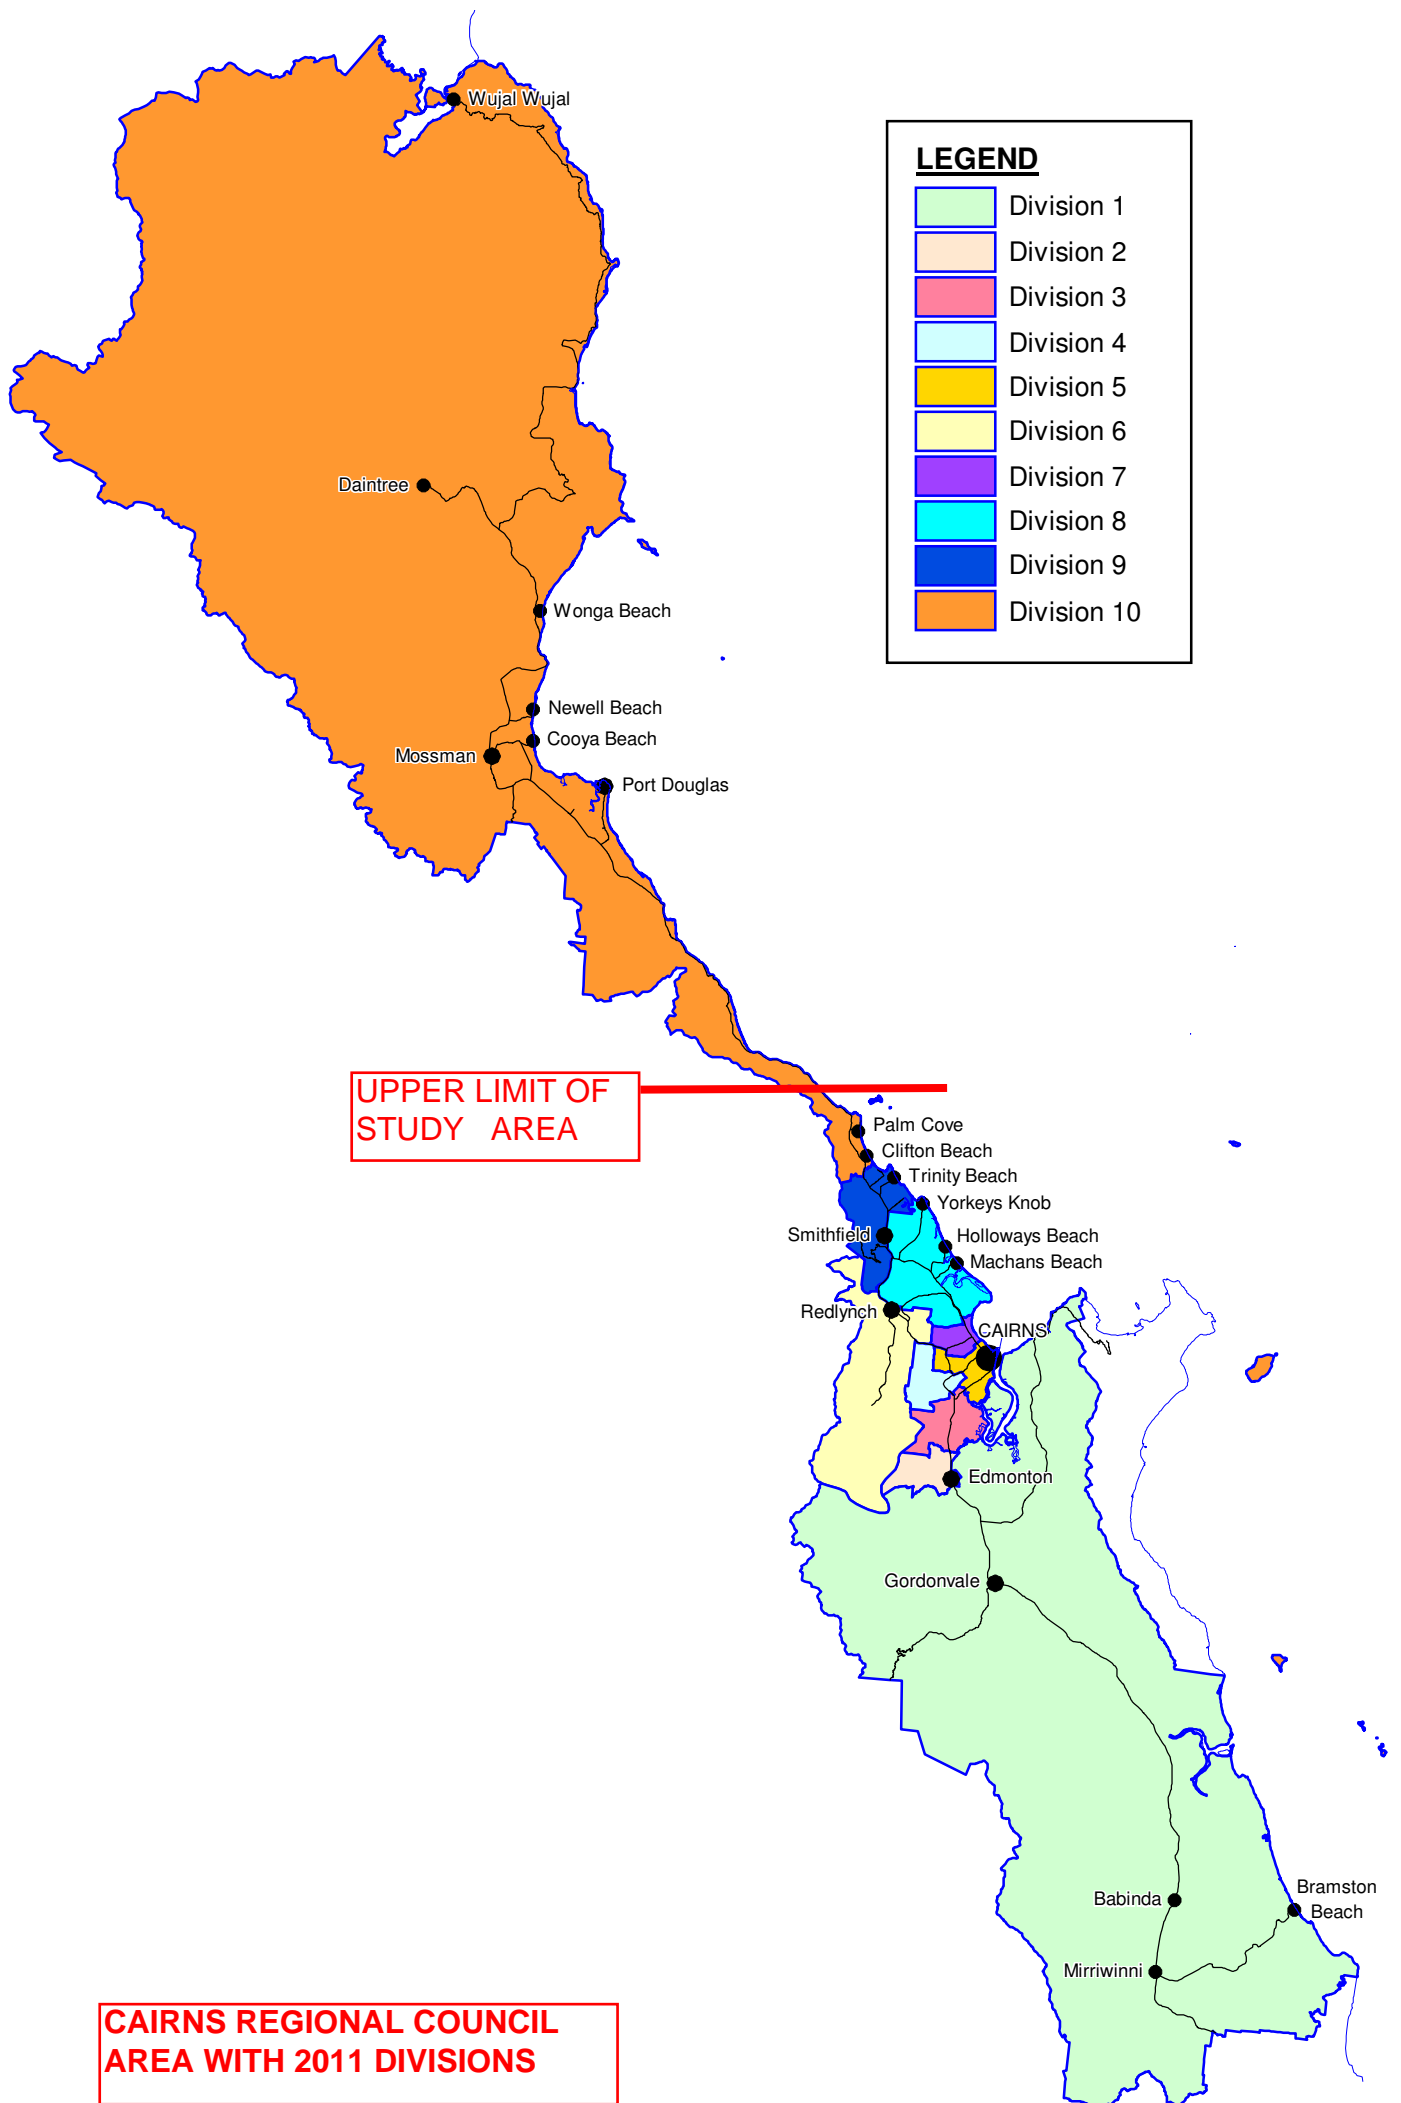 Wujal Wujal
LEGEND
Division 1
Division 2
Division 3
Division 4
Division 5
Division 6
Division 7
Division 8
Division 9
Division 10
Daintree
Wonga Beach
Newell Beach
Cooya Beach
Mossman
Port Douglas
UPPER LIMIT OF
STUDY AREA
Palm Cove
Clifton Beach
Trinity Beach
Yorkeys Knob
Smithfield
Holloways Beach
Machans Beach
Redlynch
CAIRNS
Edmonton
Gordonvale
Babinda
Bramston
Beach
Mirriwinni
CAIRNS REGIONAL COUNCIL
AREA WITH 2011 DIVISIONS